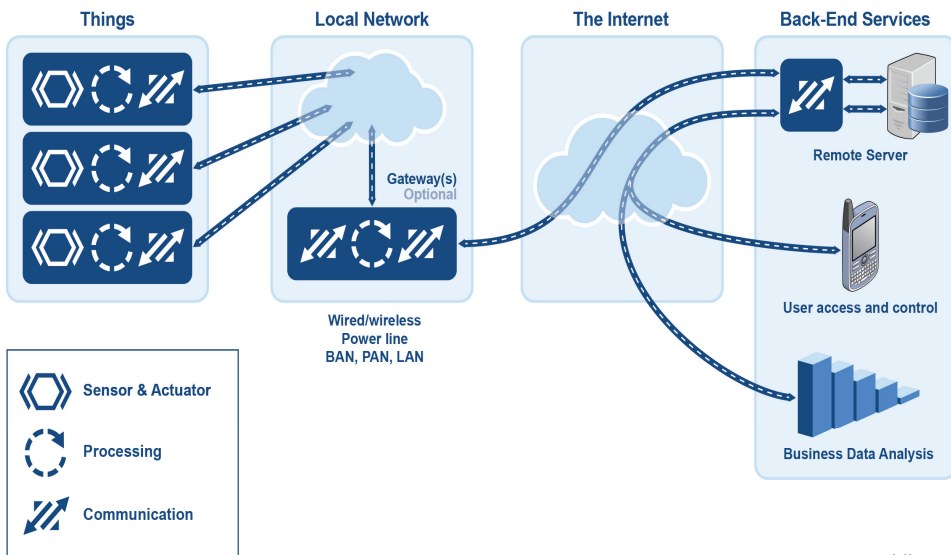 Things
Local Network
The Internet
Back-End Services
Gateway(s)
Optional
Remote Server
User access and control
Wired/wireless
Power line
BAN, PAN, LAN
Business Data Analysis
Sensor & Actuator
Processing
Communication